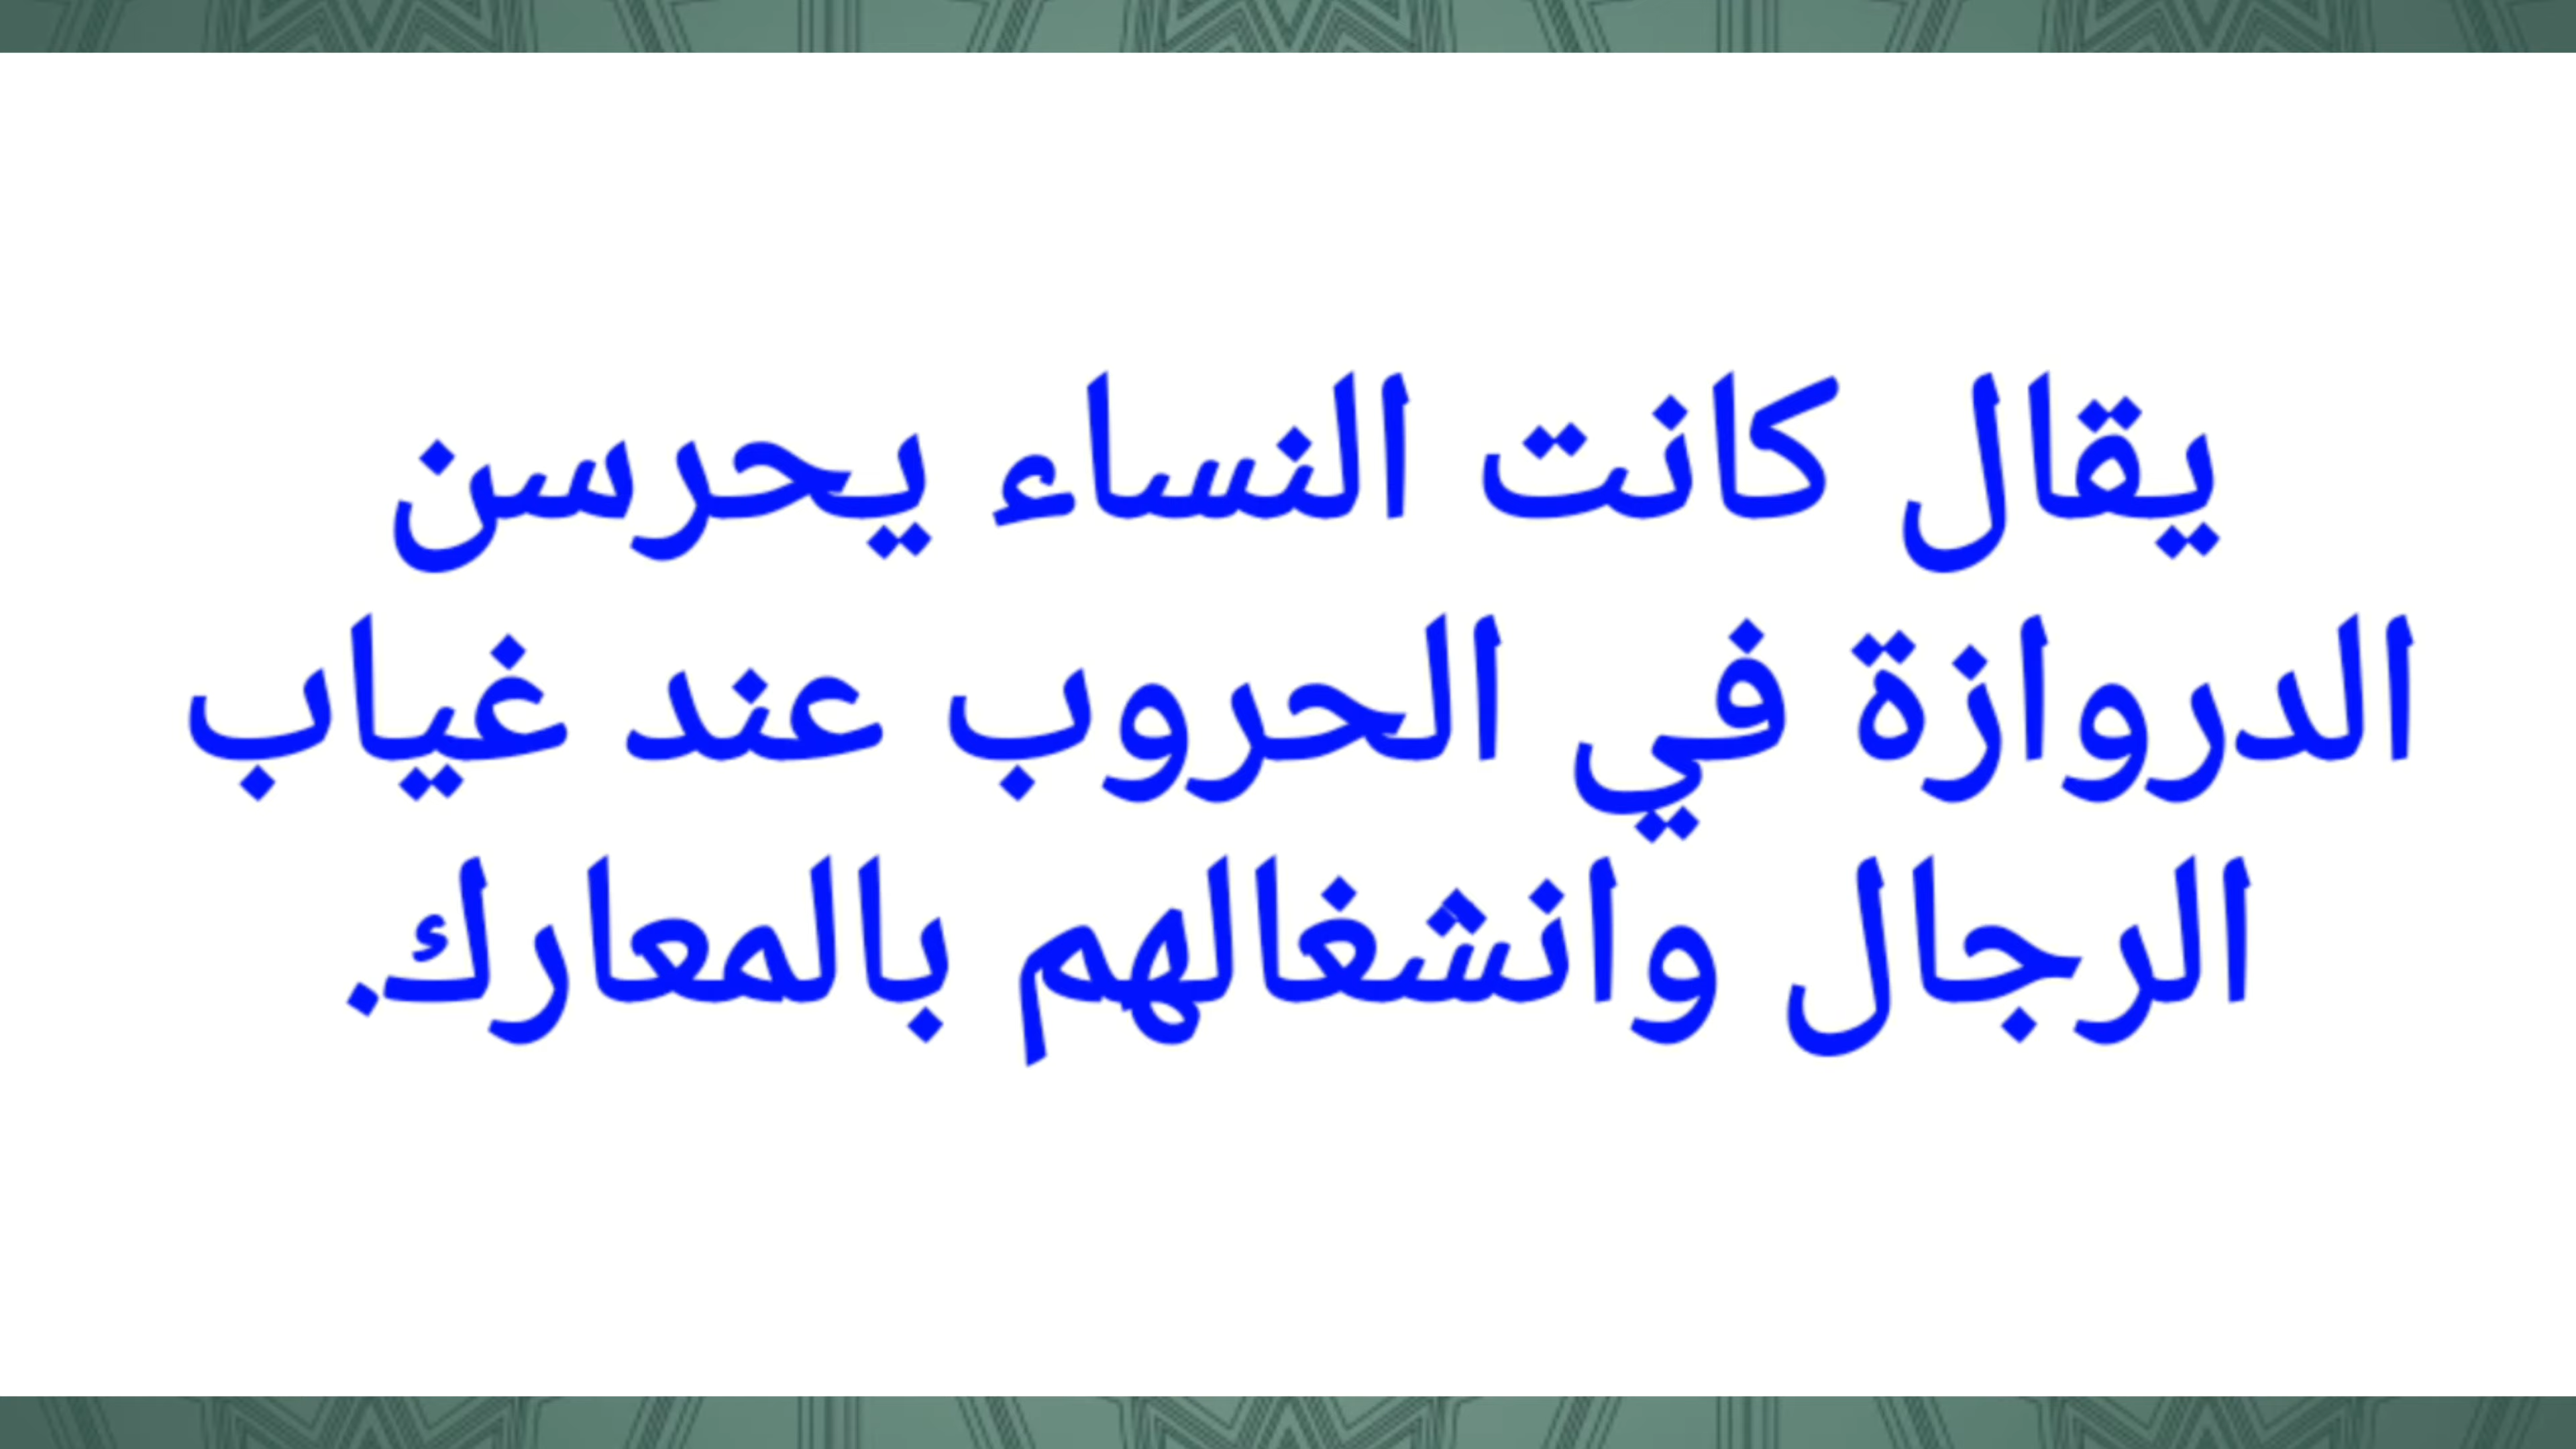 يقال كانت النساء يحرسن
الدروازة في الحروب عند غياب
الرجال وانشغالهم بالمعارك.